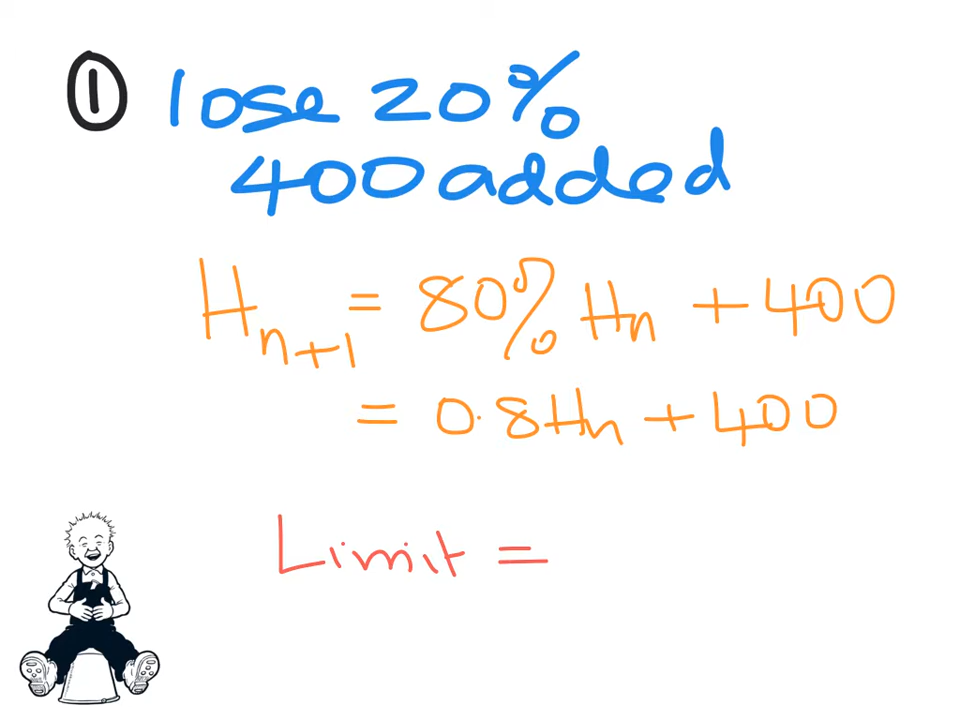 ① lose 20%
400 added
Hₙ₊₁ = 80% Hₙ + 400
= 0.8Hₙ + 400
Limit =